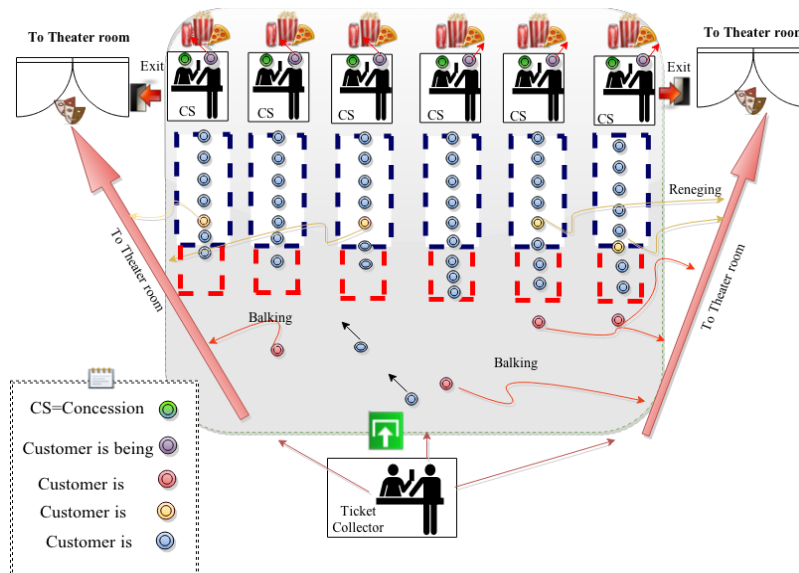 To Theater room
To Theater room
Exit
Exit
CS
CS
CS
CS
CS
CS
Reneging
To Theater room
To Theater room
Balking
Balking
CS=Concession
Customer is being
Customer is
Customer is
Customer is
Ticket
Collector